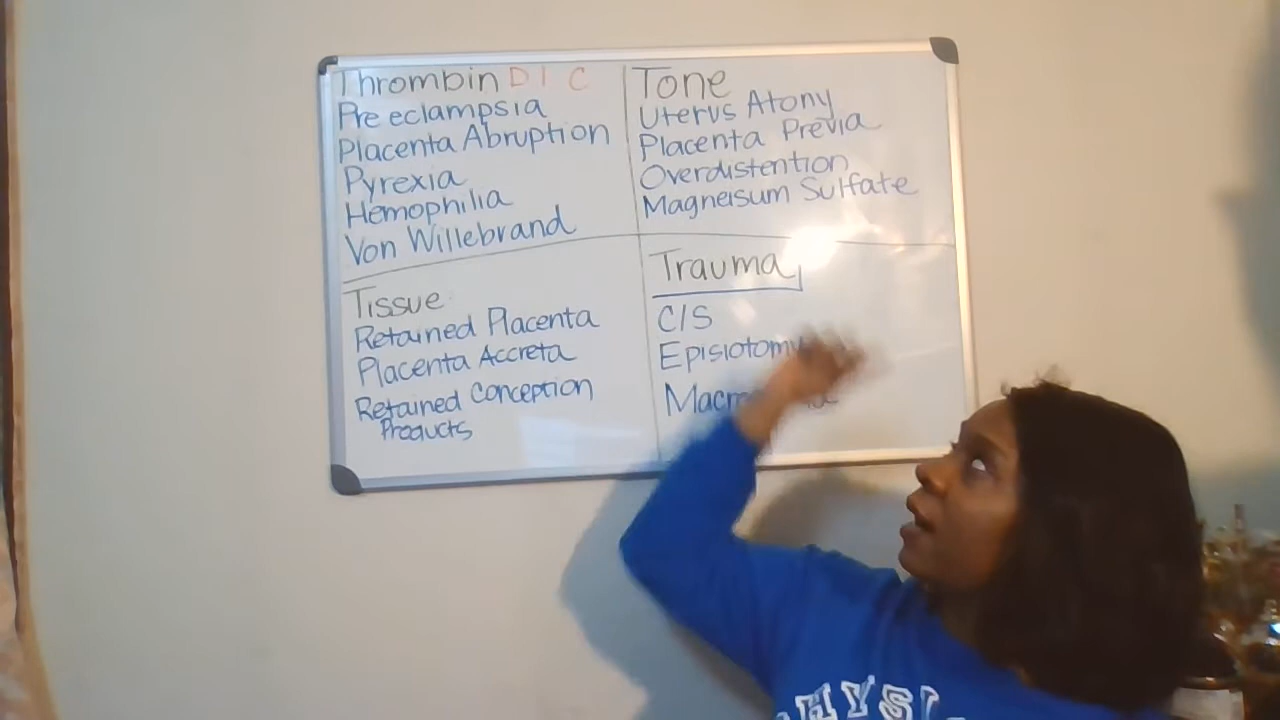 Thrombin DIC
Pre eclampsia
Placenta Abruption
Pyrexia
Hemophilia
Von Willebrand
Tone
Uterus Atony
Placenta Previa
Overdistention
Magneisum Sulfate
Tissue
Retained Placenta
Placenta Accreta
Retained Conception
Products
Trauma
C/S
Episiotomy